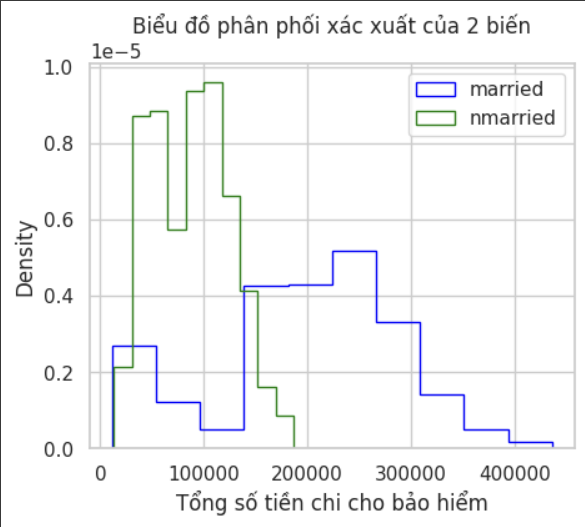 Biểu đồ phân phối xác xuất của 2 biến
1e−5
married
nmarried
1.0
0.8
0.6
0.4
0.2
0.0
Density
0 100000 200000 300000 400000
Tổng số tiền chi cho bảo hiểm